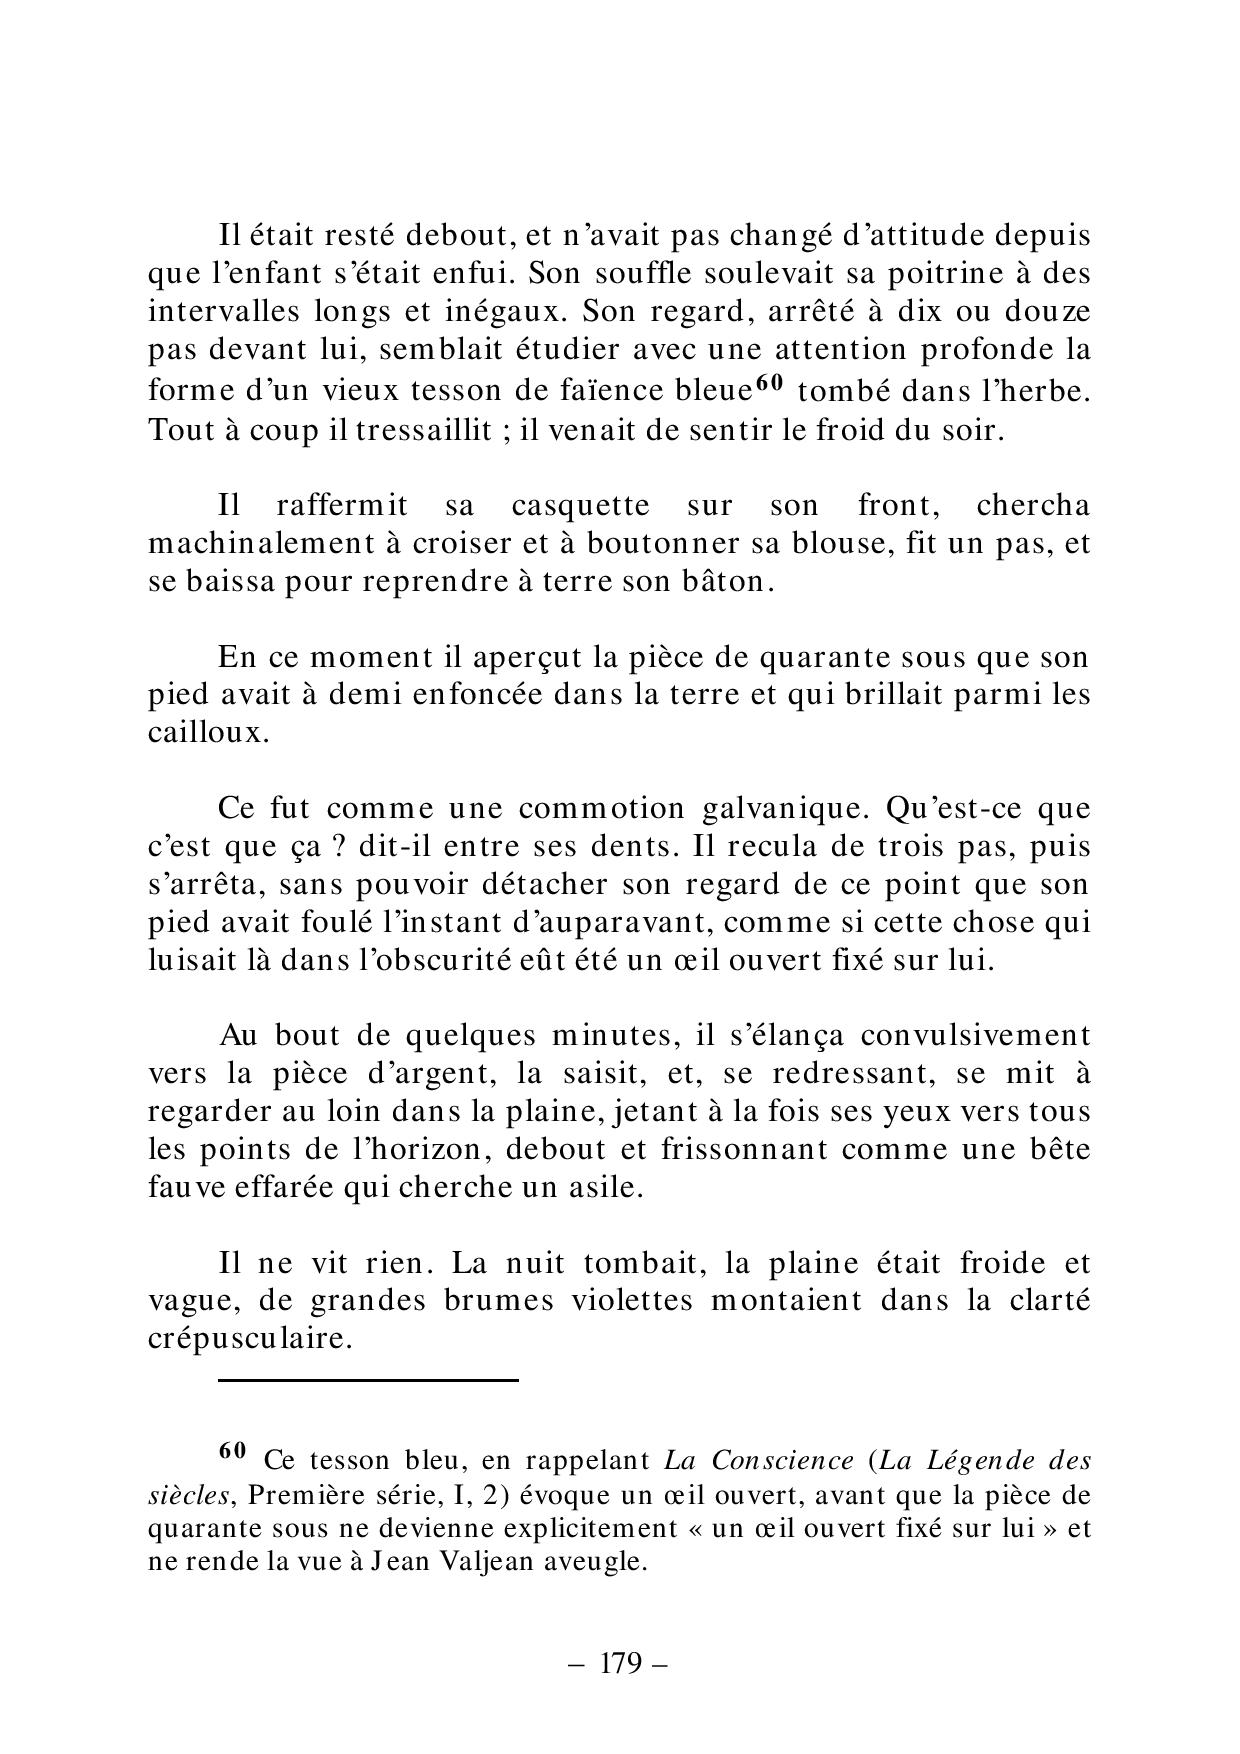 Il était resté debout, et n’avait pas changé d’attitude depuis
que l’enfant s’était enfui. Son souffle soulevait sa poitrine à des
intervalles longs et inégaux. Son regard, arrêté à dix ou douze
pas devant lui, semblait étudier avec une attention profonde la
forme d’un vieux tesson de faïence bleue60 tombé dans l’herbe.
Tout à coup il tressaillit ; il venait de sentir le froid du soir.
Il raffermit sa casquette sur son front, chercha
machinalement à croiser et à boutonner sa blouse, fit un pas, et
se baissa pour reprendre à terre son bâton.
En ce moment il aperçut la pièce de quarante sous que son
pied avait à demi enfoncée dans la terre et qui brillait parmi les
cailloux.
Ce fut comme une commotion galvanique. Qu’est-ce que
c’est que ça ? dit-il entre ses dents. Il recula de trois pas, puis
s’arrêta, sans pouvoir détacher son regard de ce point que son
pied avait foulé l’instant d’auparavant, comme si cette chose qui
luisait là dans l’obscurité eût été un œil ouvert fixé sur lui.
Au bout de quelques minutes, il s’élança convulsivement
vers la pièce d’argent, la saisit, et, se redressant, se mit à
regarder au loin dans la plaine, jetant à la fois ses yeux vers tous
les points de l’horizon, debout et frissonnant comme une bête
fauve effarée qui cherche un asile.
Il ne vit rien. La nuit tombait, la plaine était froide et
vague, de grandes brumes violettes montaient dans la clarté
crépusculaire.
60 Ce tesson bleu, en rappelant La Conscience (La Légende des
siècles, Première série, I, 2) évoque un œil ouvert, avant que la pièce de
quarante sous ne devienne explicitement « un œil ouvert fixé sur lui » et
ne rende la vue à Jean Valjean aveugle.
– 179 –